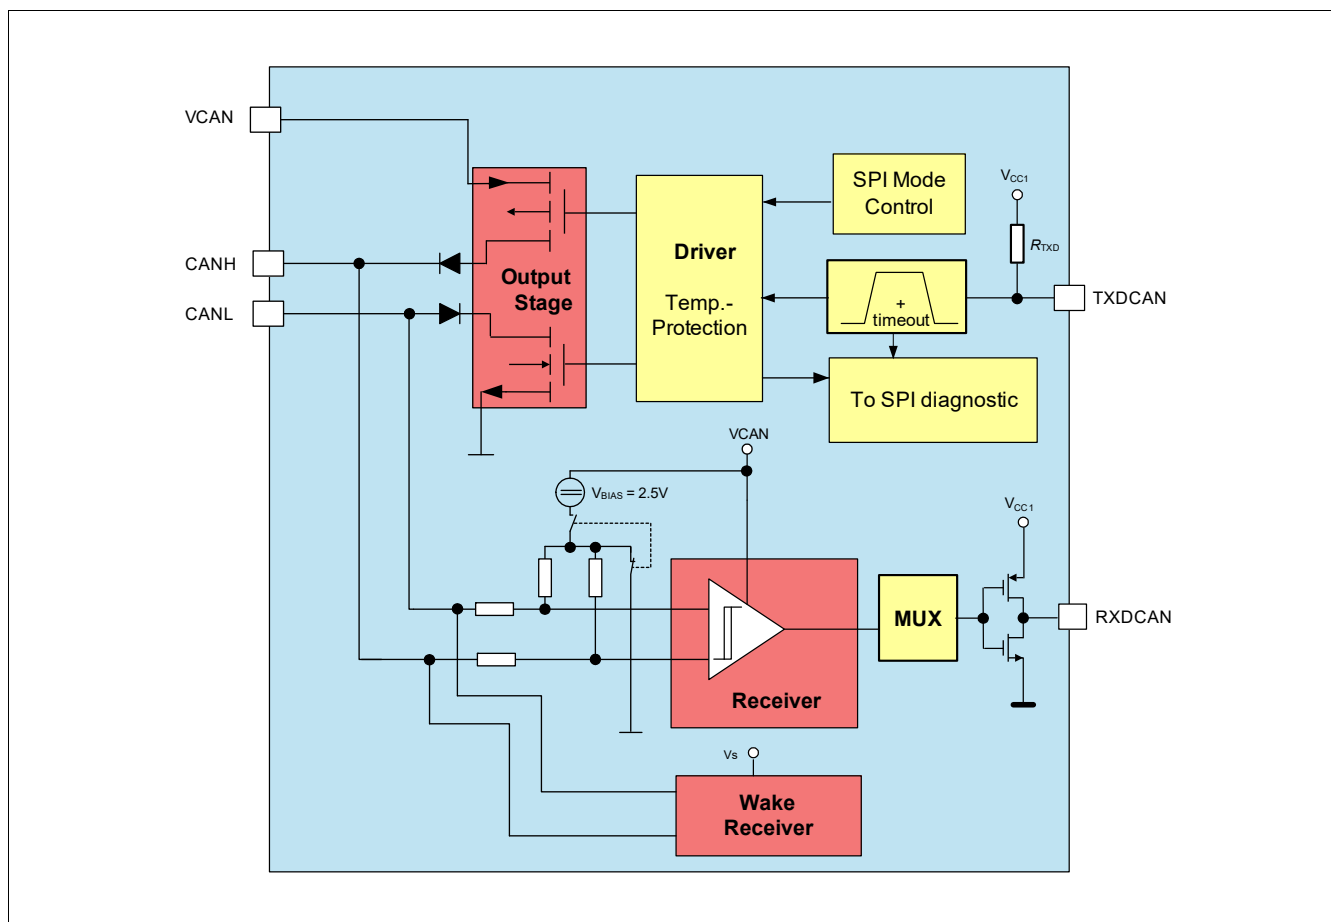 VCAN
SPI Mode
Control
VCC1
RTXD
Driver
CANH
Output
Stage
Temp.-
Protection
+
timeout
TXDCAN
CANL
To SPI diagnostic
VCAN
VBIAS = 2.5V
VCC1
MUX
RXDCAN
Receiver
Vs
Wake
Receiver